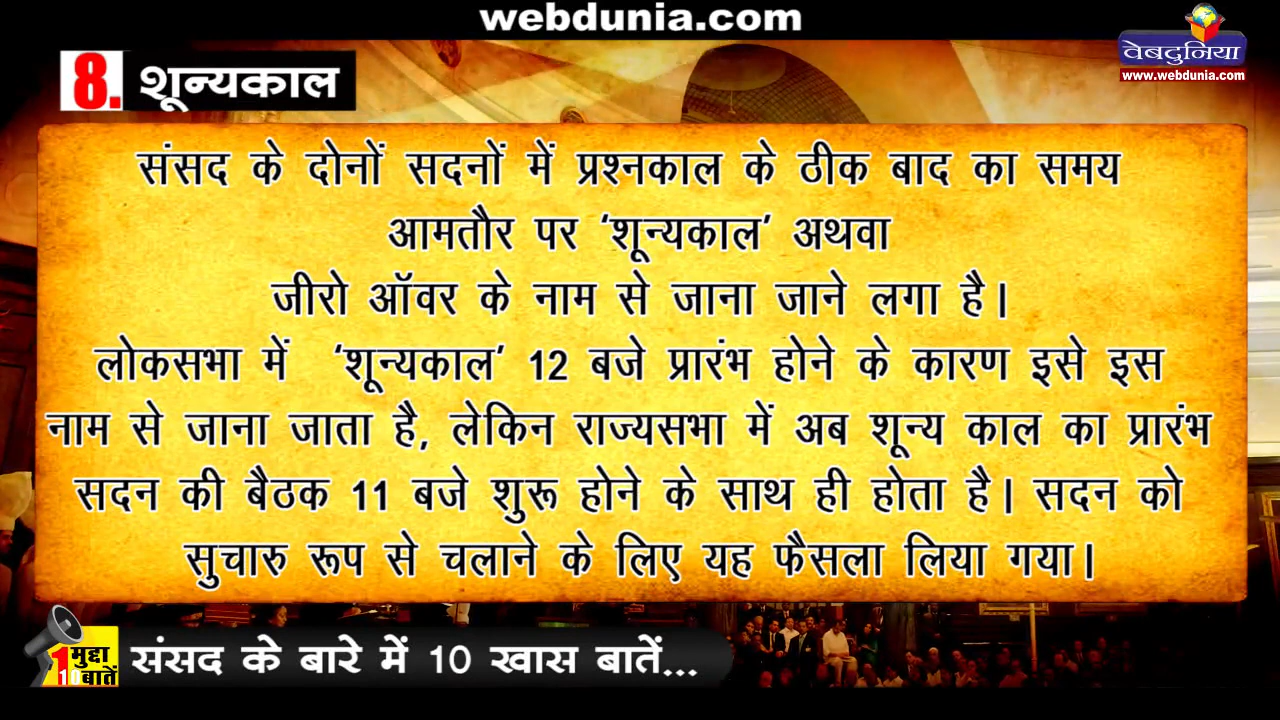 webdunia.com
वेबदुनिया
www.webdunia.com
8. शून्यकाल
संसद के दोनों सदनों में प्रश्नकाल के ठीक बाद का समय
आमतौर पर ‘शून्यकाल’ अथवा
जीरो ऑवर के नाम से जाना जाने लगा है।
लोकसभा में ‘शून्यकाल’ 12 बजे प्रारंभ होने के कारण इसे इस
नाम से जाना जाता है, लेकिन राज्यसभा में अब शून्य काल का प्रारंभ
सदन की बैठक 11 बजे शुरू होने के साथ ही होता है। सदन को
सुचारु रूप से चलाने के लिए यह फैसला लिया गया।
1 मुद्दा
10 बातें
संसद के बारे में 10 खास बातें...